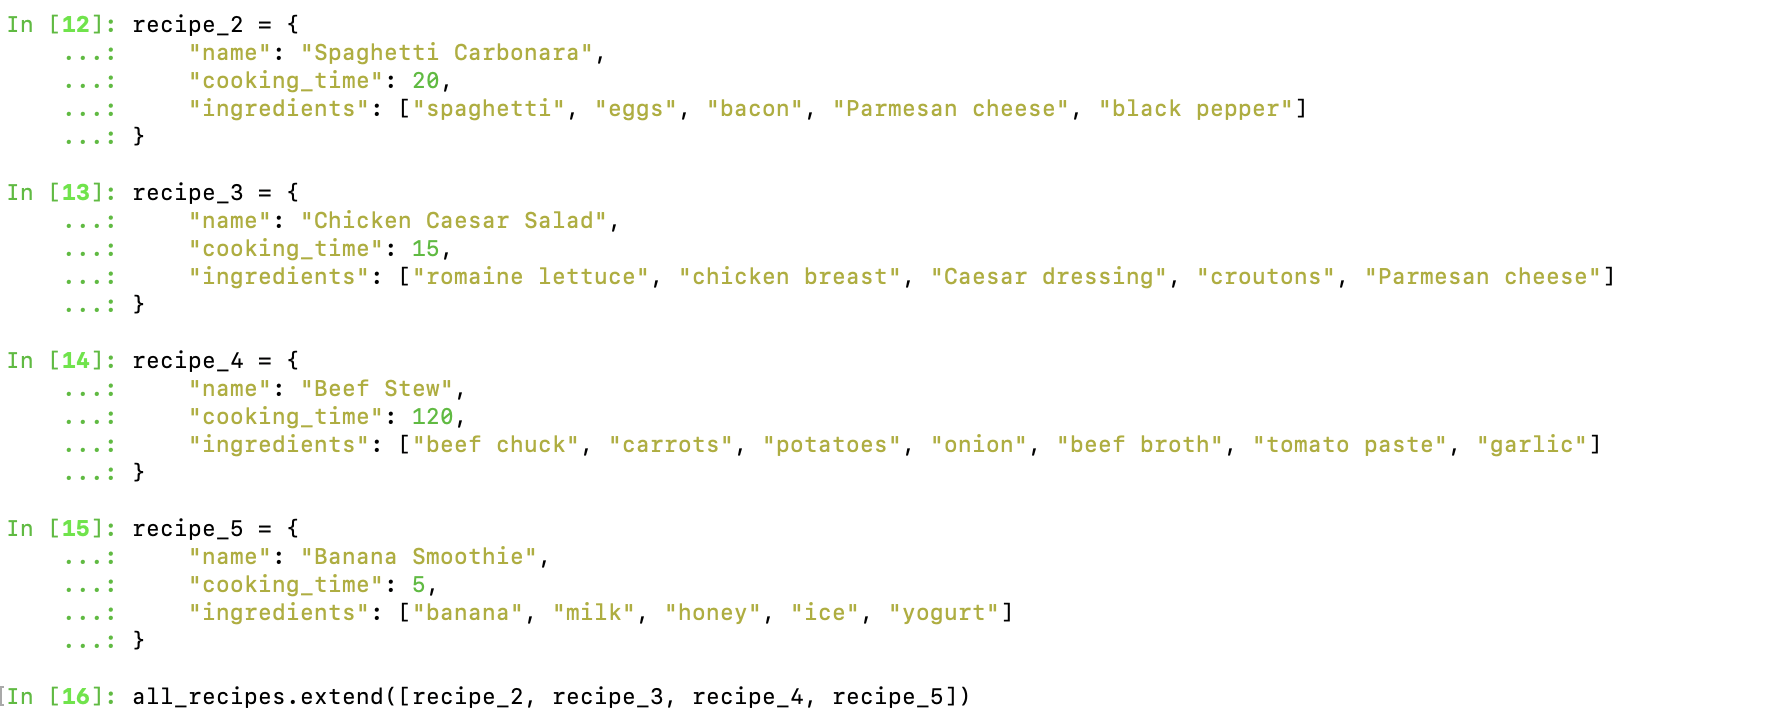 In [12]: recipe_2 = {
    ...:     "name": "Spaghetti Carbonara",
    ...:     "cooking_time": 20,
    ...:     "ingredients": ["spaghetti", "eggs", "bacon", "Parmesan cheese", "black pepper"]
    ...: }
In [13]: recipe_3 = {
    ...:     "name": "Chicken Caesar Salad",
    ...:     "cooking_time": 15,
    ...:     "ingredients": ["romaine lettuce", "chicken breast", "Caesar dressing", "croutons", "Parmesan cheese"]
    ...: }
In [14]: recipe_4 = {
    ...:     "name": "Beef Stew",
    ...:     "cooking_time": 120,
    ...:     "ingredients": ["beef chuck", "carrots", "potatoes", "onion", "beef broth", "tomato paste", "garlic"]
    ...: }
In [15]: recipe_5 = {
    ...:     "name": "Banana Smoothie",
    ...:     "cooking_time": 5,
    ...:     "ingredients": ["banana", "milk", "honey", "ice", "yogurt"]
    ...: }
In [16]: all_recipes.extend([recipe_2, recipe_3, recipe_4, recipe_5])